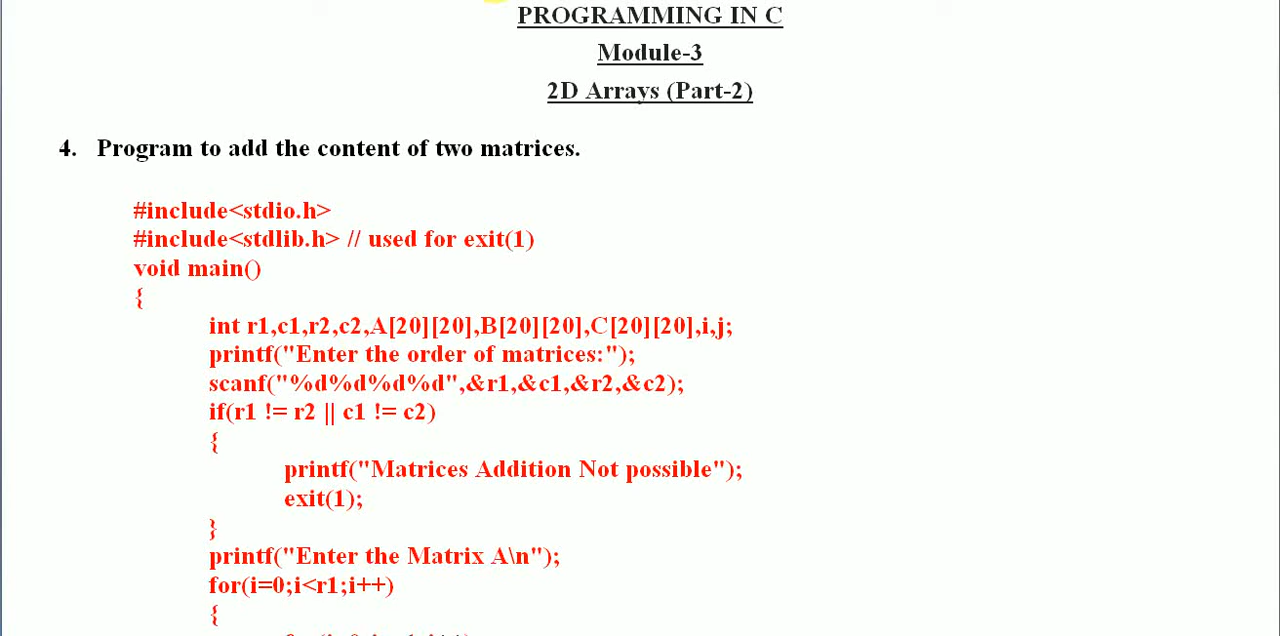 PROGRAMMING IN C
Module-3
2D Arrays (Part-2)
4. Program to add the content of two matrices.
#include<stdio.h>
#include<stdlib.h> // used for exit(1)
void main()
{
int r1,c1,r2,c2,A[20][20],B[20][20],C[20][20],i,j;
printf("Enter the order of matrices:");
scanf("%d%d%d%d",&r1,&c1,&r2,&c2);
if(r1 != r2 || c1 != c2)
{
printf("Matrices Addition Not possible");
exit(1);
}
printf("Enter the Matrix A\n");
for(i=0;i<r1;i++)
{